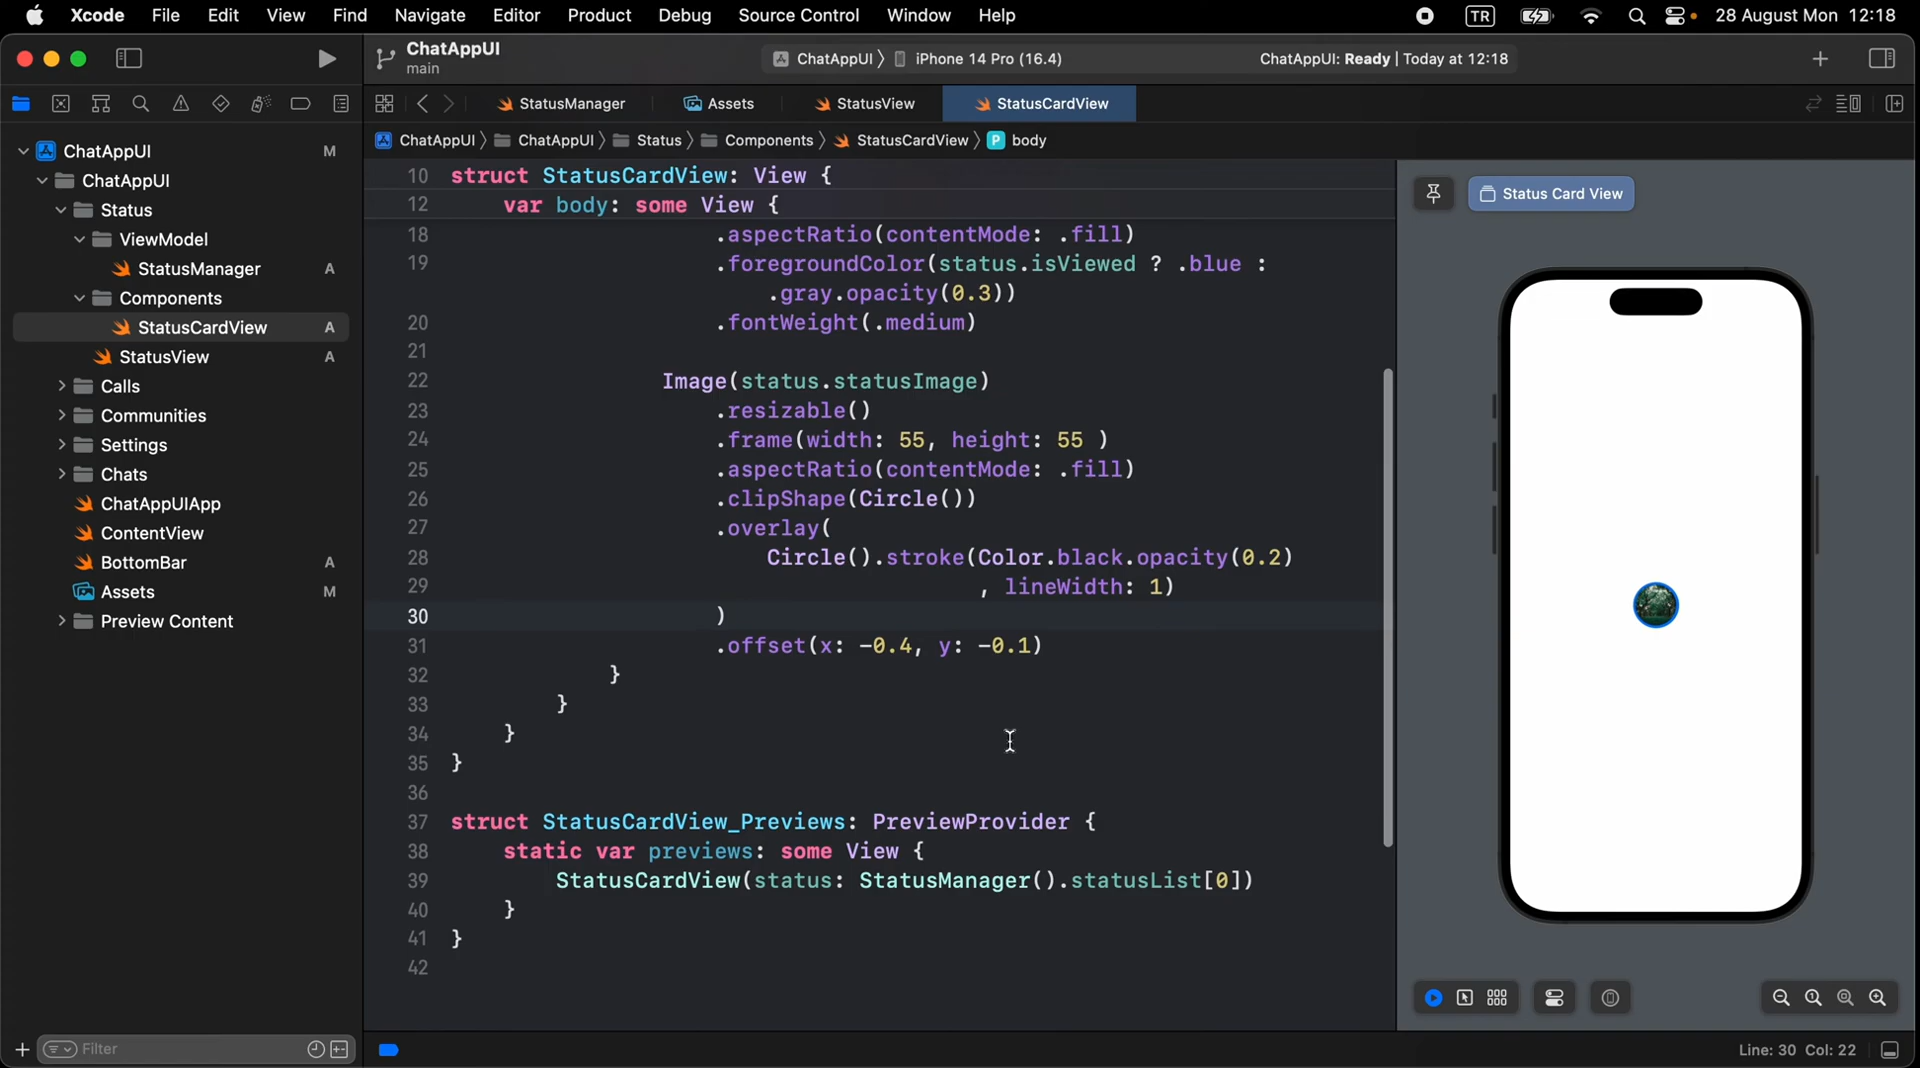 Xcode File Edit View Find Navigate Editor Product Debug Source Control Window Help TR 28 August Mon 12:18
ChatAppUI
main
ChatAppUI iPhone 14 Pro (16.4) ChatAppUI: Ready | Today at 12:18
StatusManager Assets StatusView StatusCardView
ChatAppUI ChatAppUI Status Components StatusCardView P body
ChatAppUI M
ChatAppUI
Status
ViewModel
StatusManager A
Components
StatusCardView A
StatusView A
Calls
Communities
Settings
Chats
ChatAppUIApp
ContentView
BottomBar A
Assets M
Preview Content
Filter
10 struct StatusCardView: View {
12 var body: some View {
18 .aspectRatio(contentMode: .fill)
19 .foregroundColor(status.isViewed ? .blue :
.gray.opacity(0.3))
20 .fontWeight(.medium)
21
22 Image(status.statusImage)
23 .resizable()
24 .frame(width: 55, height: 55 )
25 .aspectRatio(contentMode: .fill)
26 .clipShape(Circle())
27 .overlay(
28 Circle().stroke(Color.black.opacity(0.2)
29 , lineWidth: 1)
30 )
31 .offset(x: -0.4, y: -0.1)
32 }
33 }
34 }
35 }
36
37 struct StatusCardView_Previews: PreviewProvider {
38 static var previews: some View {
39 StatusCardView(status: StatusManager().statusList[0])
40 }
41 }
42
Status Card View
Line: 30 Col: 22